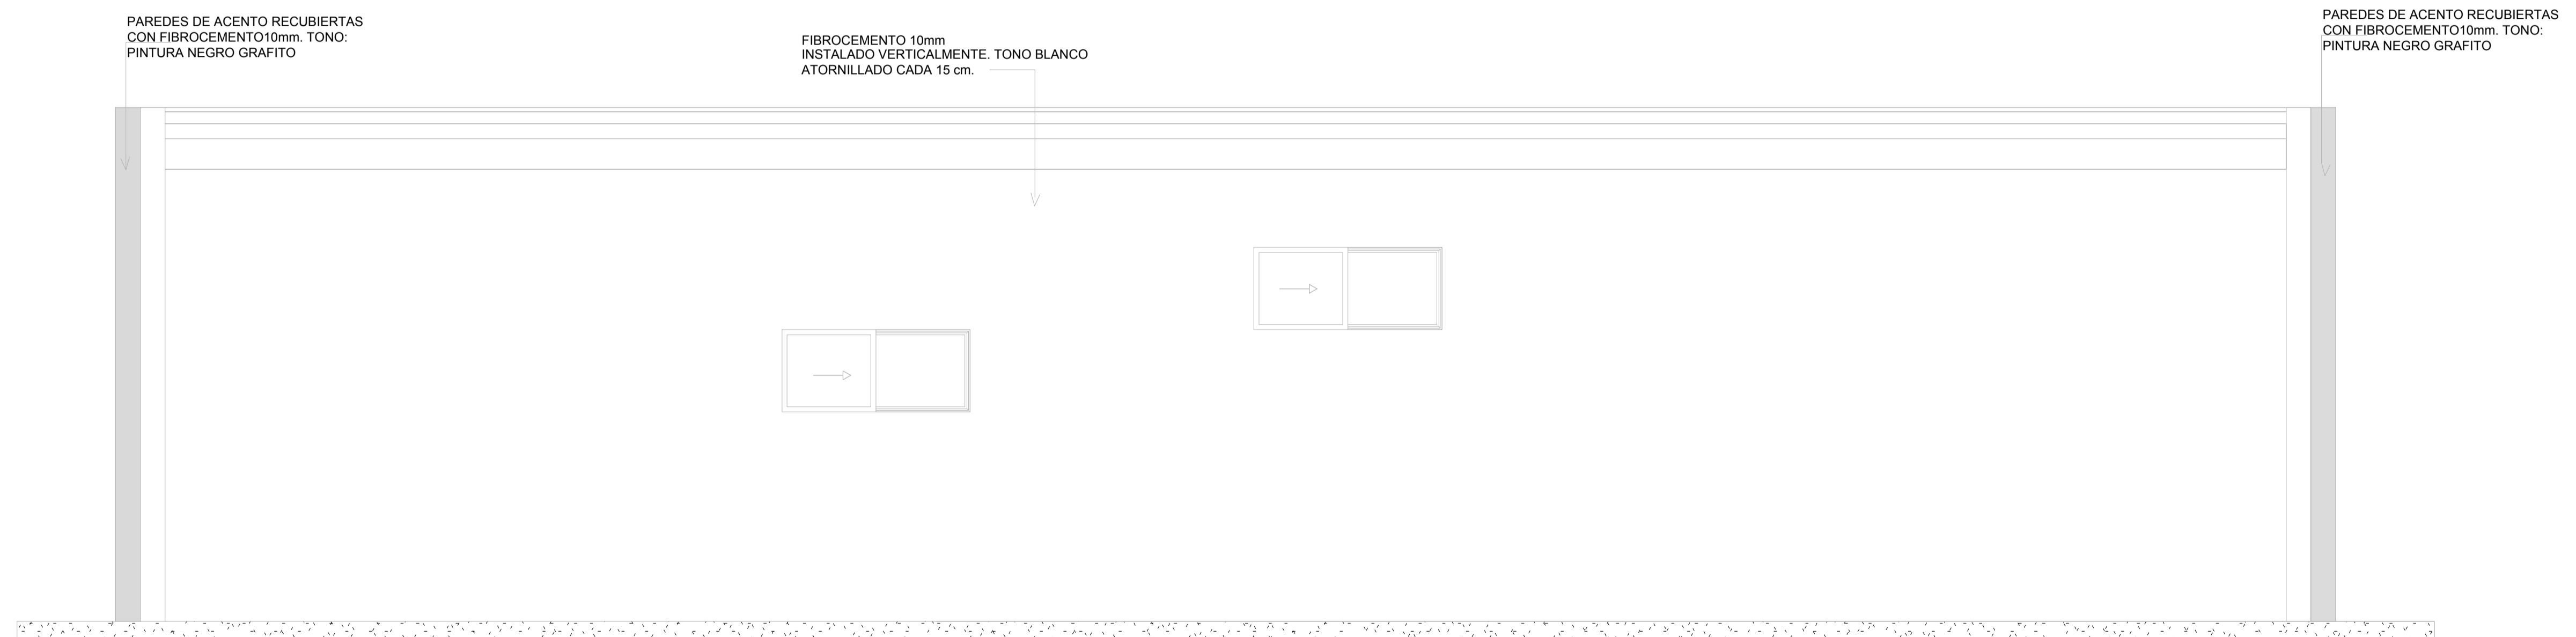 PAREDES DE ACENTO RECUBIERTAS
CON FIBROCEMENTO10mm. TONO:
PINTURA NEGRO GRAFITO
FIBROCEMENTO 10mm
INSTALADO VERTICALMENTE. TONO BLANCO
ATORNILLADO CADA 15 cm.
PAREDES DE ACENTO RECUBIERTAS
CON FIBROCEMENTO10mm. TONO:
PINTURA NEGRO GRAFITO